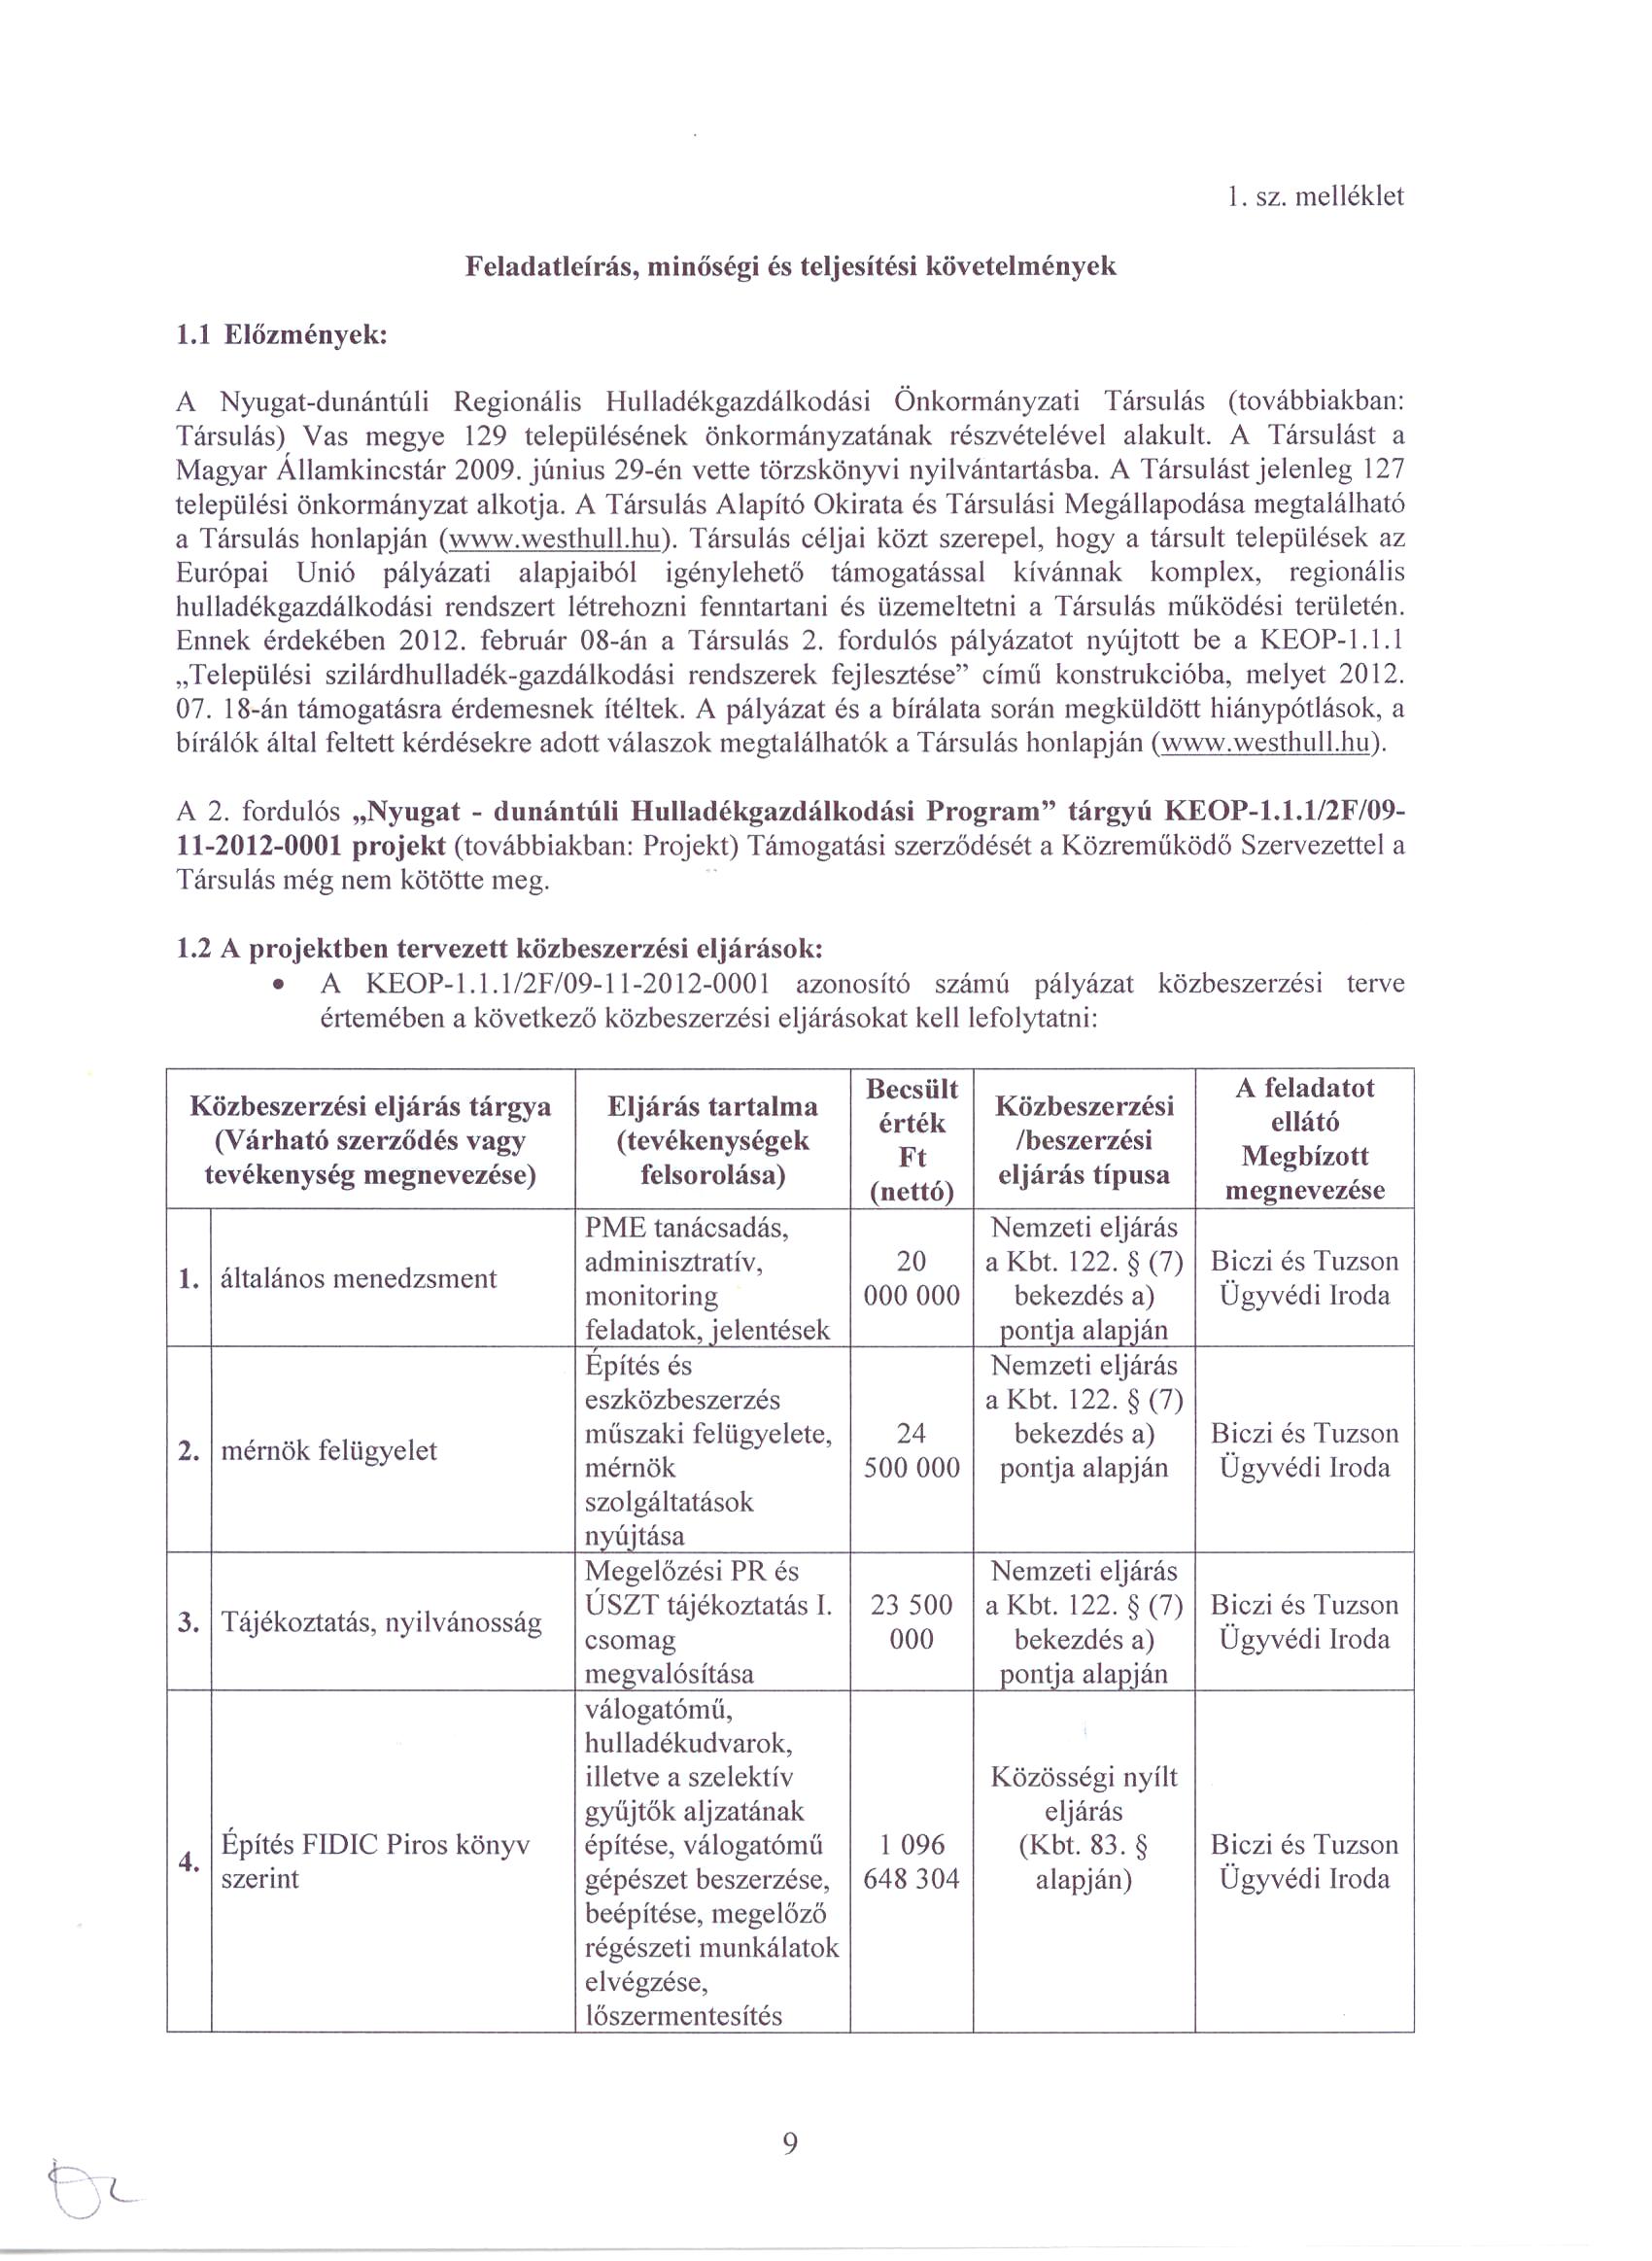 1. sz. melléklet
Feladatleírás, minőségi és teljesítési követelmények
1.1 Előzmények:
A Nyugat-dunántúli Regionális Hulladékgazdálkodási Önkormányzati Társulás (továbbiakban:
Társulás) Vas megye 129 településének önkormányzatának részvételével alakult. A Társulást a
Magyar Államkincstár 2009. június 29-én vette törzskönyvi nyilvántartásba. A Társulást jelenleg 127
települési önkormányzat alkotja. A Társulás Alapító Okirata és Társulási Megállapodása megtalálható
a Társulás honlapján (www.westhull.hu). Társulás céljai közt szerepel, hogy a társult települések az
Európai Unió pályázati alapjaiból igénylehető támogatással kívánnak komplex, regionális
hulladékgazdálkodási rendszert létrehozni fenntartani és üzemeltetni a Társulás működési területén.
Ennek érdekében 2012. február 08-án a Társulás 2. fordulós pályázatot nyújtott be a KEOP-1.1.1
„Települési szilárdhulladék-gazdálkodási rendszerek fejlesztése” című konstrukcióba, melyet 2012.
07. 18-án támogatásra érdemesnek ítéltek. A pályázat és a bírálata során megküldött hiánypótlások, a
bírálók által feltett kérdésekre adott válaszok megtalálhatók a Társulás honlapján (www.westhull.hu).
A 2. fordulós „Nyugat - dunántúli Hulladékgazdálkodási Program” tárgyú KEOP-1.1.1/2F/09-
11-2012-0001 projekt (továbbiakban: Projekt) Támogatási szerződését a Közreműködő Szervezettel a
Társulás még nem kötötte meg.
1.2 A projektben tervezett közbeszerzési eljárások:
• A KEOP-1.1.1/2F/09-11-2012-0001 azonosító számú pályázat közbeszerzési terve
értemében a következő közbeszerzési eljárásokat kell lefolytatni:
Közbeszerzési eljárás tárgya
(Várható szerződés vagy
tevékenység megnevezése)
Eljárás tartalma
(tevékenységek
felsorolása)
Becsült
érték
Ft
(nettó)
Közbeszerzési
/beszerzési
eljárás típusa
A feladatot
ellátó
Megbízott
megnevezése
1.
általános menedzsment
PME tanácsadás,
adminisztratív,
monitoring
feladatok, jelentések
20
000 000
Nemzeti eljárás
a Kbt. 122. § (7)
bekezdés a)
pontja alapján
Biczi és Tuzson
Ügyvédi Iroda
2.
mérnök felügyelet
Építés és
eszközbeszerzés
műszaki felügyelete,
mérnök
szolgáltatások
nyújtása
24
500 000
Nemzeti eljárás
a Kbt. 122. § (7)
bekezdés a)
pontja alapján
Biczi és Tuzson
Ügyvédi Iroda
3.
Tájékoztatás, nyilvánosság
Megelőzési PR és
ÚSZT tájékoztatás I.
csomag
megvalósítása
23 500
000
Nemzeti eljárás
a Kbt. 122. § (7)
bekezdés a)
pontja alapján
Biczi és Tuzson
Ügyvédi Iroda
4.
Építés FIDIC Piros könyv
szerint
válogatómű,
hulladékudvarok,
illetve a szelektív
gyűjtők aljzatának
építése, válogatómű
gépészet beszerzése,
beépítése, megelőző
régészeti munkálatok
elvégzése,
lőszermentesítés
1 096
648 304
Közösségi nyílt
eljárás
(Kbt. 83. §
alapján)
Biczi és Tuzson
Ügyvédi Iroda
9